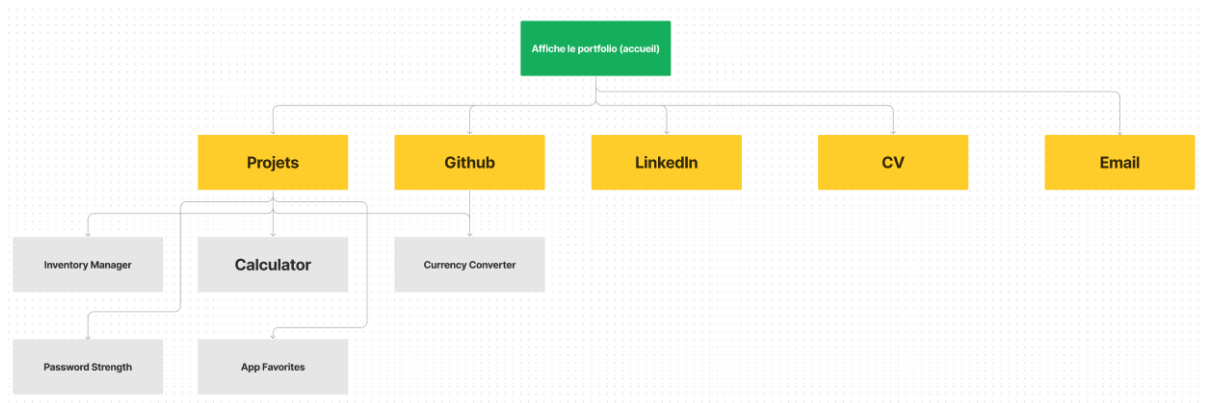 Affiche le portfolio (accueil)
Projets
Github
LinkedIn
CV
Email
Inventory Manager
Calculator
Currency Converter
Password Strength
App Favorites